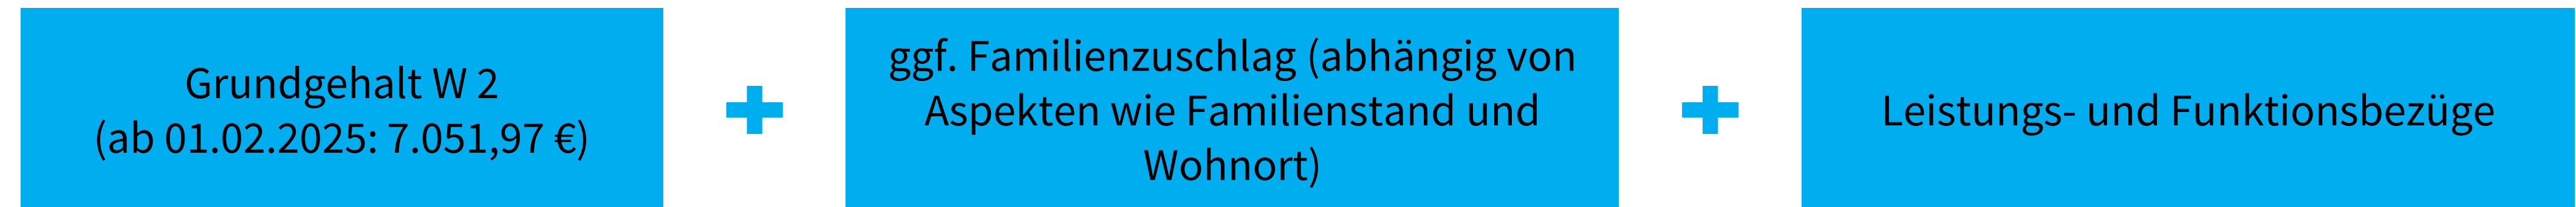 Grundgehalt W 2
(ab 01.02.2025: 7.051,97 €)
ggf. Familienzuschlag (abhängig von
Aspekten wie Familienstand und
Wohnort)
Leistungs- und Funktionsbezüge